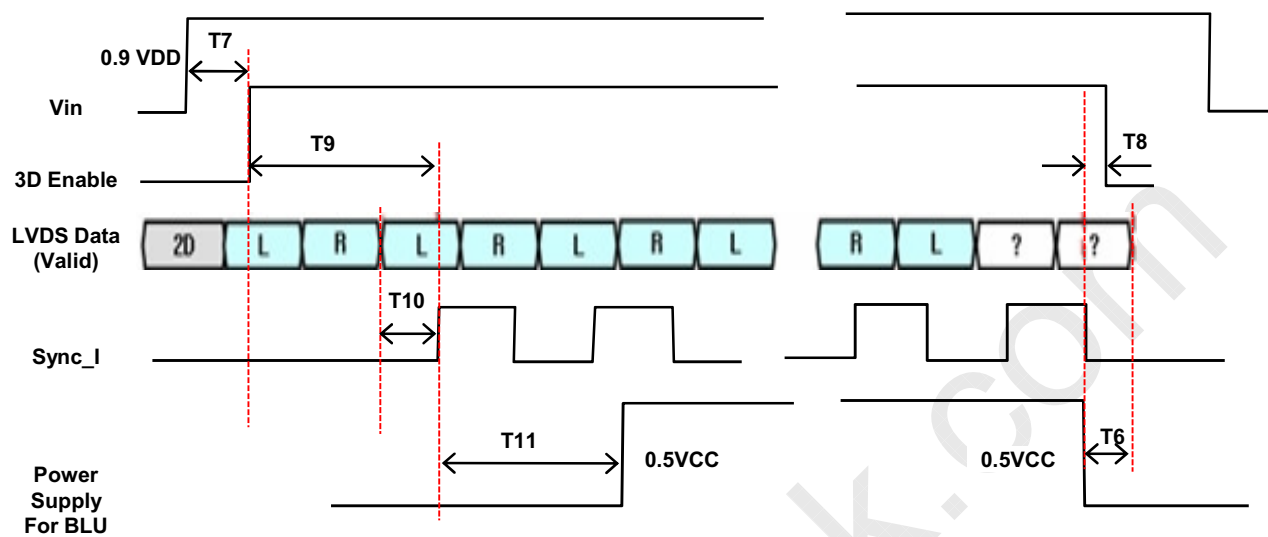 T7
0.9 VDD
Vin
T9
T8
3D Enable
LVDS Data
(Valid)
2D L R L R L R L R L ? ?
T10
Sync_I
T11
0.5VCC
0.5VCC
T6
Power
Supply
For BLU
k.com